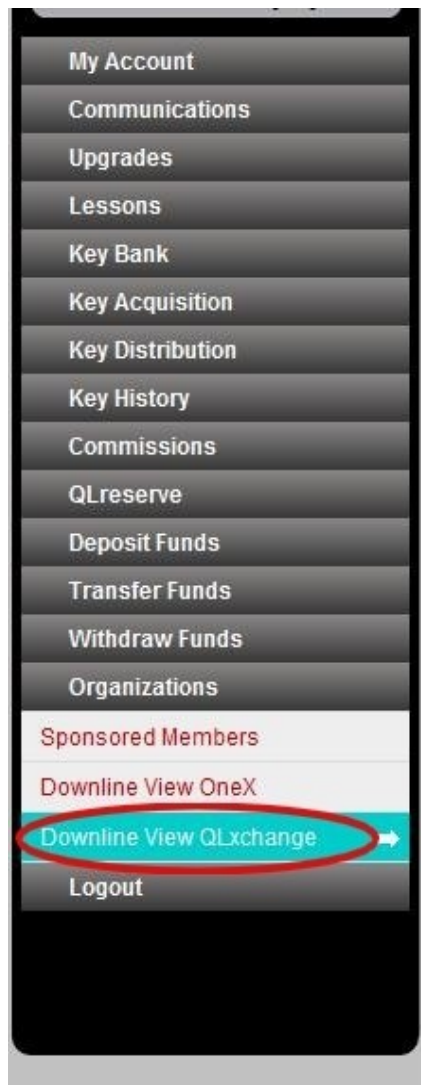 My Account
Communications
Upgrades
Lessons
Key Bank
Key Acquisition
Key Distribution
Key History
Commissions
QLreserve
Deposit Funds
Transfer Funds
Withdraw Funds
Organizations
Sponsored Members
Downline View OneX
Downline View QLxchange
Logout